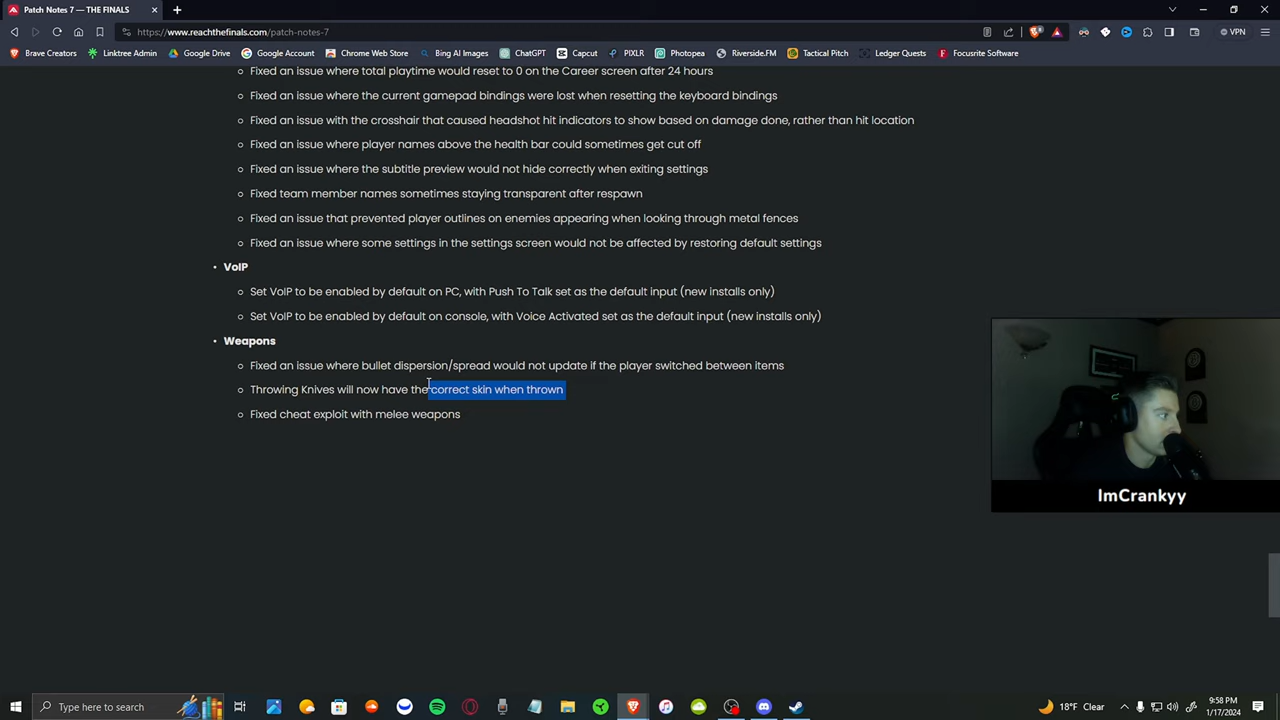 Patch Notes 7 — THE FINALS
https://www.reachthefinals.com/patch-notes-7
VPN
Brave Creators
Linktree Admin
Google Drive
Google Account
Chrome Web Store
Bing AI Images
ChatGPT
Capcut
PIXLR
Photopea
Riverside.FM
Tactical Pitch
Ledger Quests
Focusrite Software
Fixed an issue where total playtime would reset to 0 on the Career screen after 24 hours
Fixed an issue where the current gamepad bindings were lost when resetting the keyboard bindings
Fixed an issue with the crosshair that caused headshot hit indicators to show based on damage done, rather than hit location
Fixed an issue where player names above the health bar could sometimes get cut off
Fixed an issue where the subtitle preview would not hide correctly when exiting settings
Fixed team member names sometimes staying transparent after respawn
Fixed an issue that prevented player outlines on enemies appearing when looking through metal fences
Fixed an issue where some settings in the settings screen would not be affected by restoring default settings
VoIP
Set VoIP to be enabled by default on PC, with Push To Talk set as the default input (new installs only)
Set VoIP to be enabled by default on console, with Voice Activated set as the default input (new installs only)
Weapons
Fixed an issue where bullet dispersion/spread would not update if the player switched between items
Throwing Knives will now have the correct skin when thrown
Fixed cheat exploit with melee weapons
ImCrankyy
Type here to search
18°F Clear
9:58 PM
1/17/2024